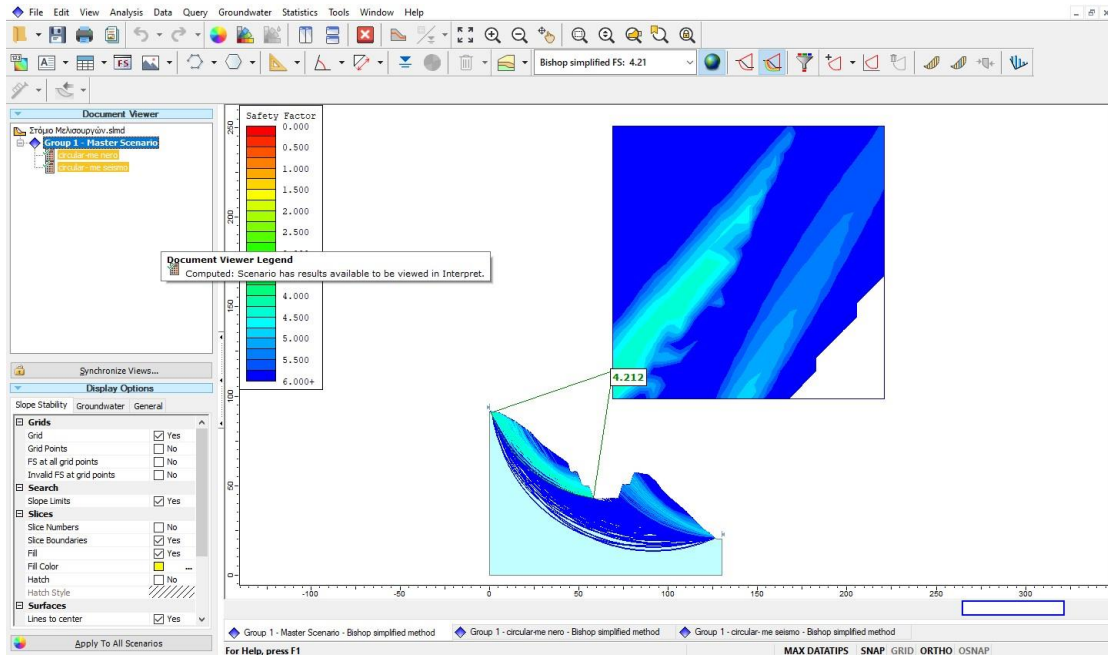 File Edit View Analysis Data Query Groundwater Statistics Tools Window Help
Bishop simplified FS: 4.21
Document Viewer
Στόμιο Μελισουργών.slmd
Group 1 - Master Scenario
circular-me nero
circular- me seismo
Document Viewer Legend
Computed: Scenario has results available to be viewed in Interpret.
Synchronize Views...
Display Options
Slope Stability Groundwater General
Grids
Grid Yes
Grid Points No
FS at all grid points No
Invalid FS at grid points No
Search
Slope Limits Yes
Slices
Slice Numbers No
Slice Boundaries Yes
Fill Yes
Fill Color ...
Hatch No
Hatch Style
Surfaces
Lines to center Yes
Apply To All Scenarios
Safety Factor
0.000
0.500
1.000
1.500
2.000
2.500
4.000
4.500
5.000
5.500
6.000+
4.212
250
200
150
100
50
0
-100 -50 0 50 100 150 200 250 300
Group 1 - Master Scenario - Bishop simplified method Group 1 - circular-me nero - Bishop simplified method Group 1 - circular- me seismo - Bishop simplified method
For Help, press F1 MAX DATATIPS SNAP GRID ORTHO OSNAP